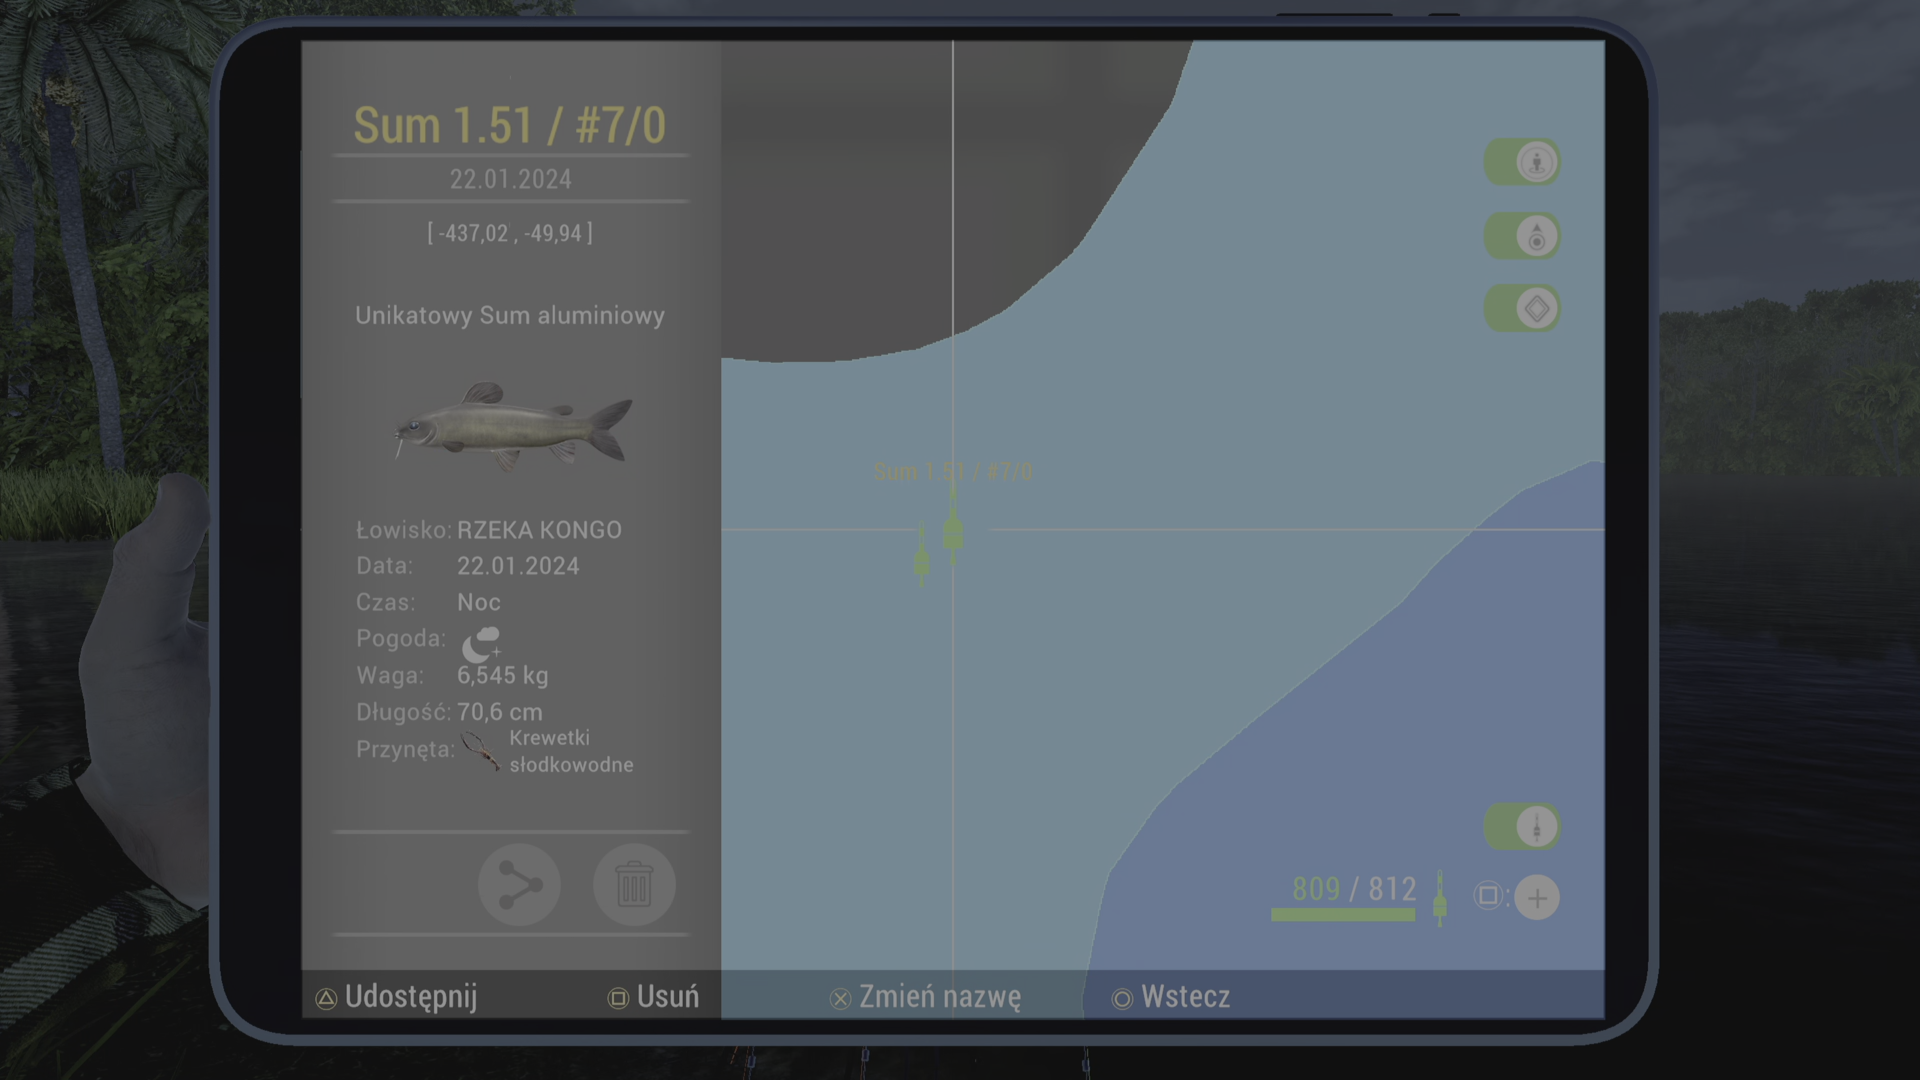 Sum 1.51 / #7/0
22.01.2024
[ -437,02 , -49,94 ]
Unikatowy Sum aluminiowy
Łowisko: RZEKA KONGO
Data: 22.01.2024
Czas: Noc
Pogoda:
Waga: 6,545 kg
Długość: 70,6 cm
Przynęta: Krewetki
słodkowodne
Sum 1.51 / #7/0
809 / 812
Udostępnij
Usuń
Zmień nazwę
Wstecz